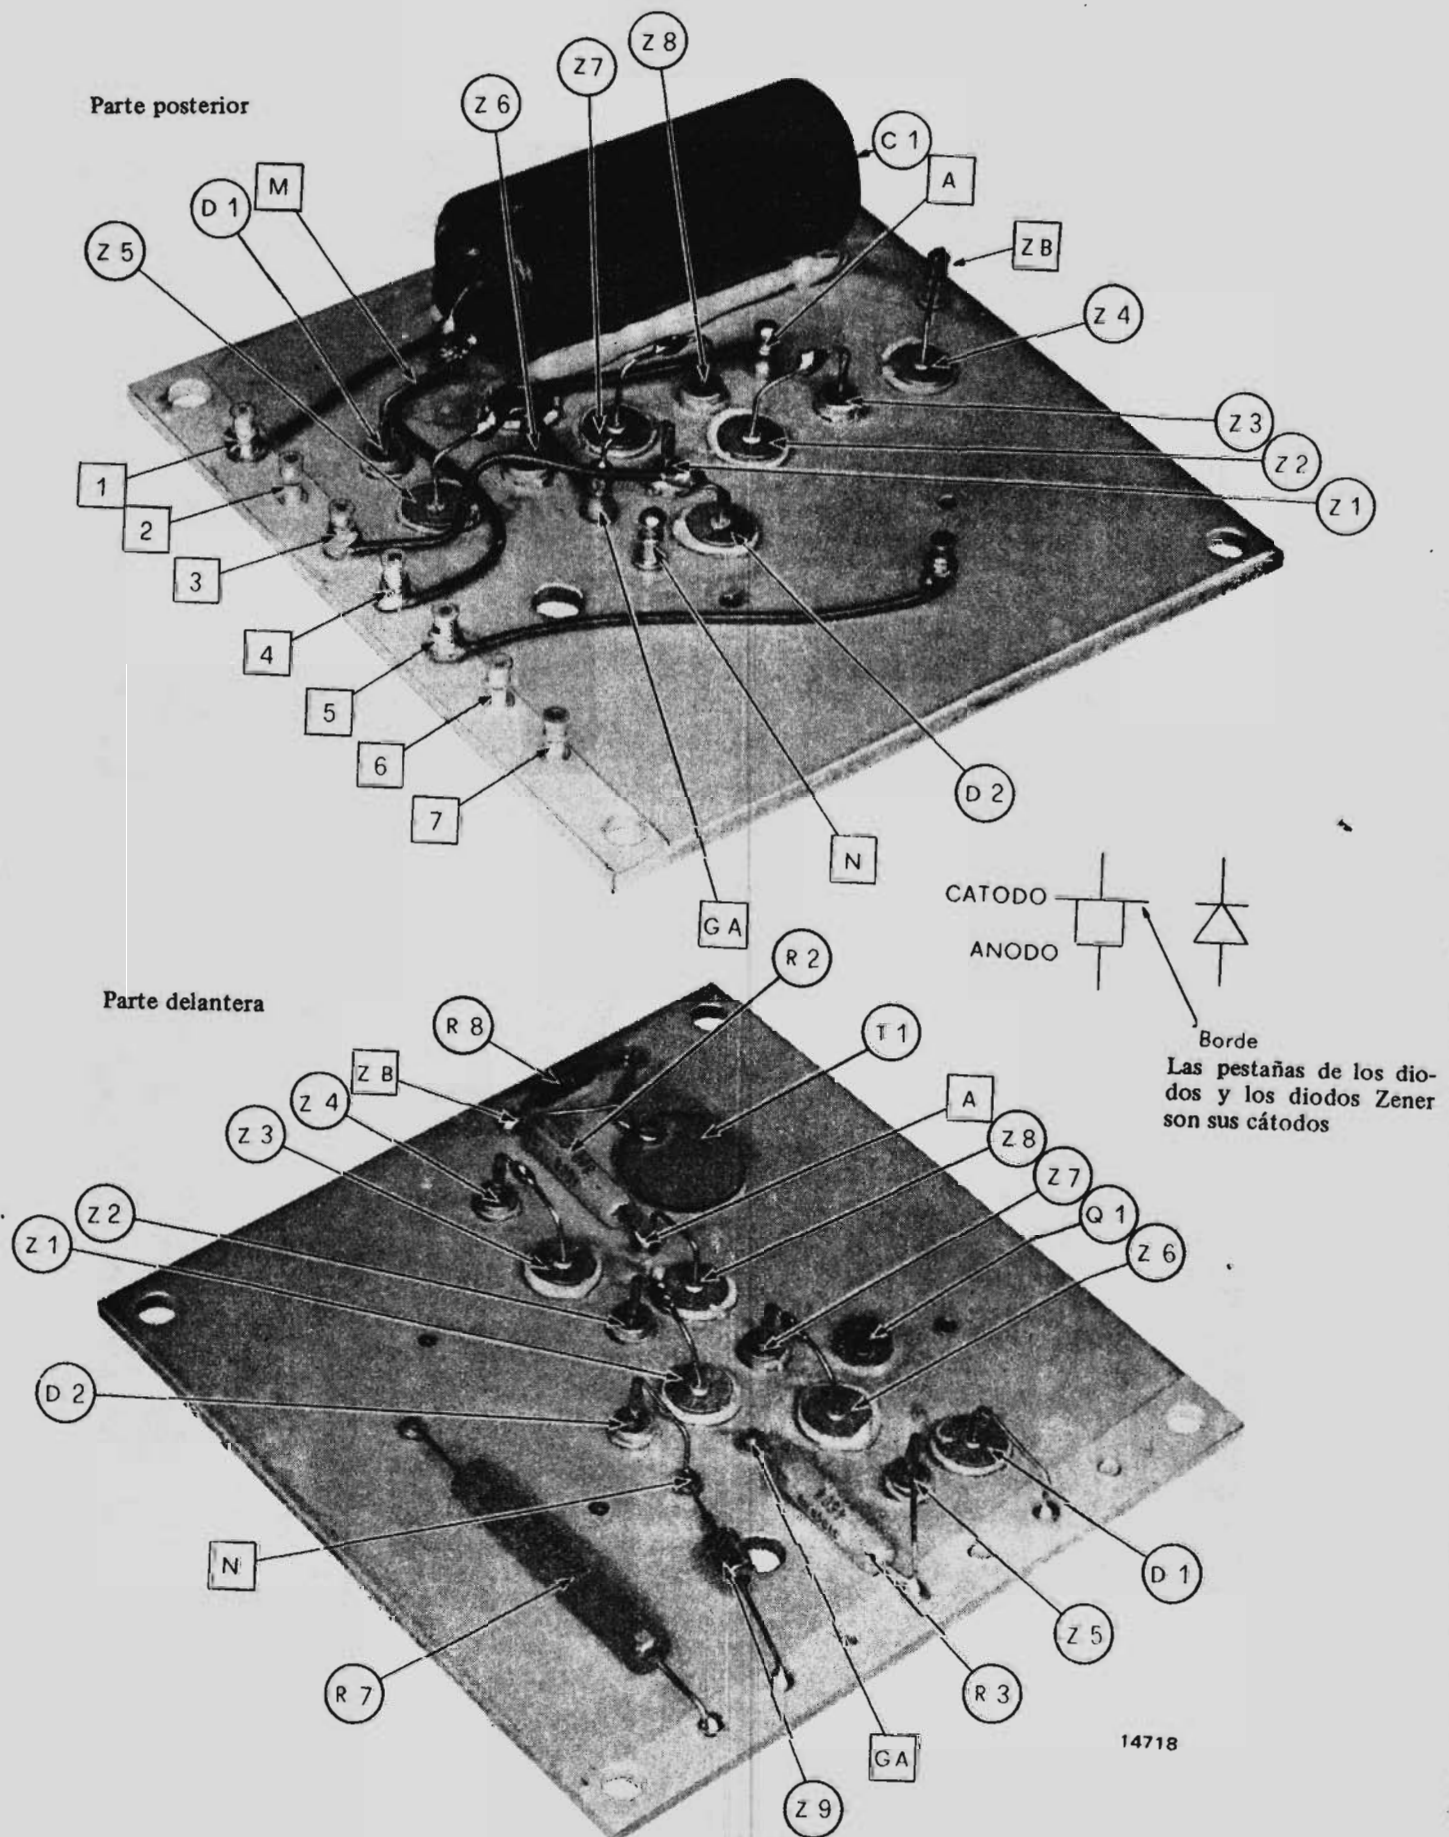 Parte posterior
Z 8
Z7
Z 6
C 1
A
M
D 1
Z B
Z 5
Z 4
Z 3
Z 2
Z 1
1
2
3
4
5
6
7
D 2
N
G A
CATODO
ANODO
Borde
Las pestañas de los dio-
dos y los diodos Zener
son sus cátodos
Parte delantera
R 2
R 8
T 1
Z B
Z 4
A
Z 3
Z 8
Z 7
Q 1
Z 6
Z 2
Z 1
D 2
N
D 1
Z 5
R 3
R 7
GA
Z 9
14718